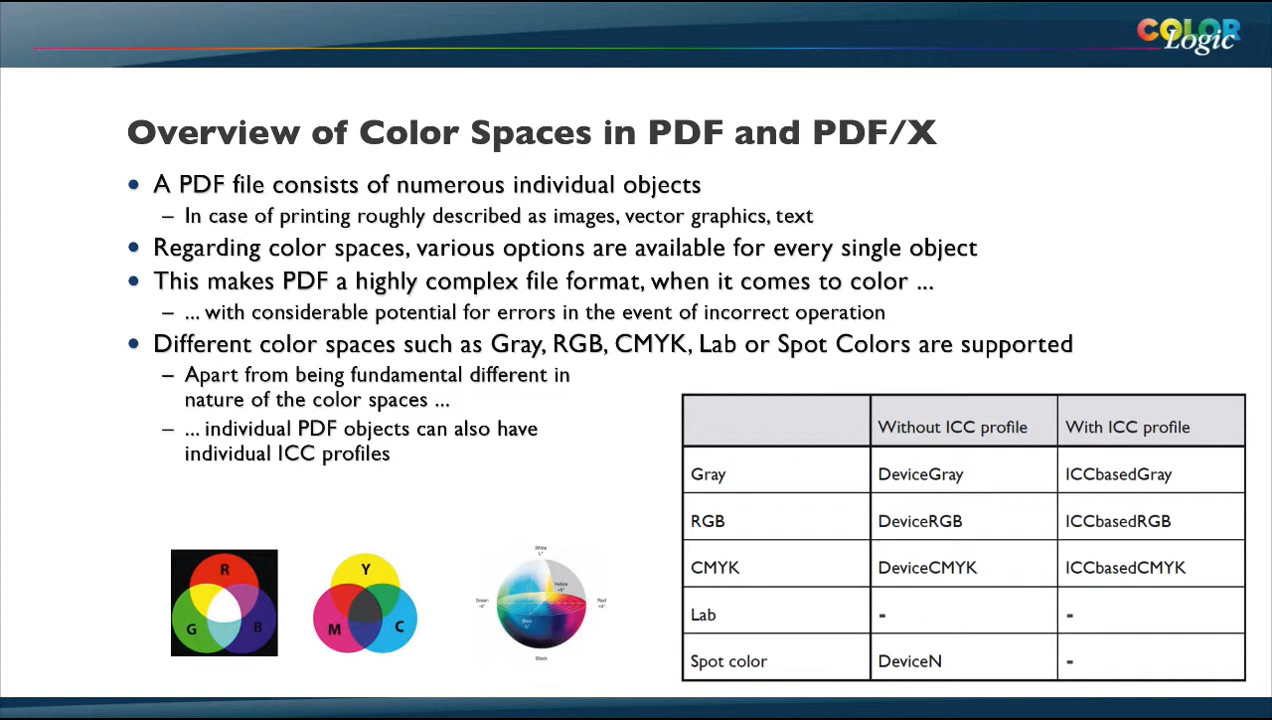 COLOR
Logic
Overview of Color Spaces in PDF and PDF/X
• A PDF file consists of numerous individual objects
– In case of printing roughly described as images, vector graphics, text
• Regarding color spaces, various options are available for every single object
• This makes PDF a highly complex file format, when it comes to color ...
– ... with considerable potential for errors in the event of incorrect operation
• Different color spaces such as Gray, RGB, CMYK, Lab or Spot Colors are supported
– Apart from being fundamental different in
nature of the color spaces ...
– ... individual PDF objects can also have
individual ICC profiles
Without ICC profile With ICC profile
Gray DeviceGray ICCbasedGray
RGB DeviceRGB ICCbasedRGB
CMYK DeviceCMYK ICCbasedCMYK
Lab - -
Spot color DeviceN -
R
G B
Y
M C
White
L*
Yellow
+b*
Green
-a*
Red
+a*
Blue
-b*
Black